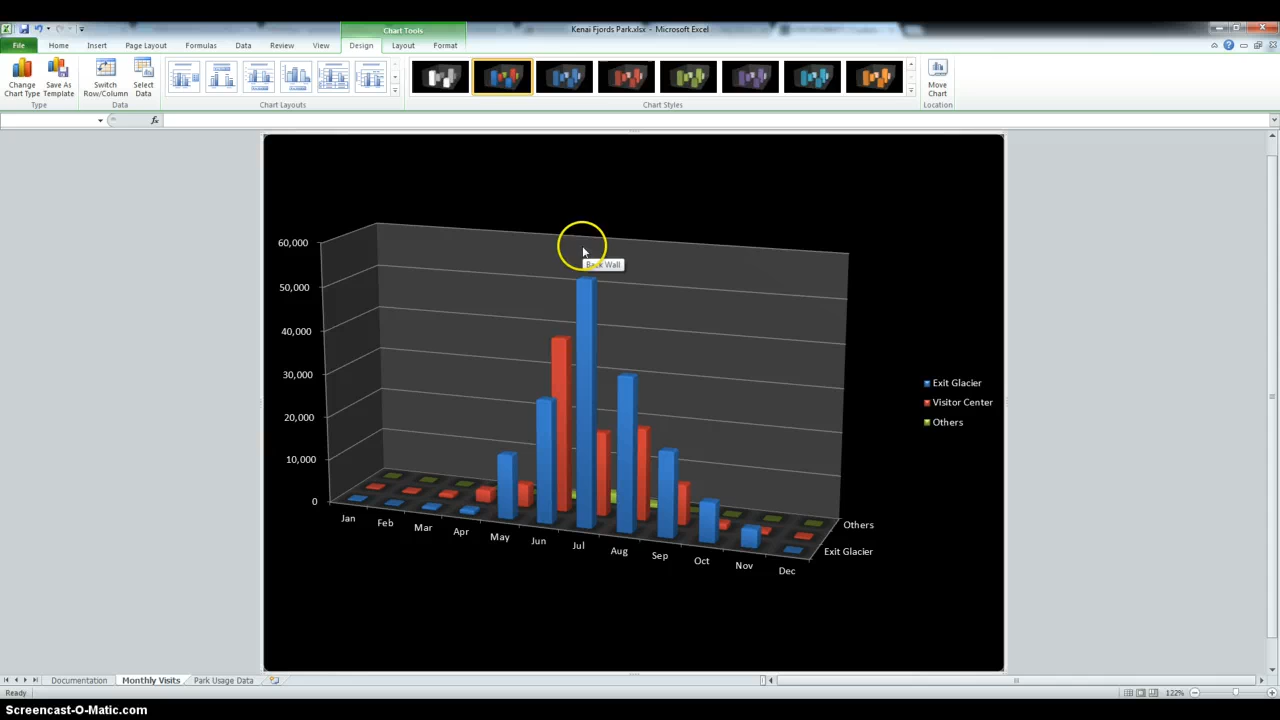 Kenai Fjords Park.xlsx - Microsoft Excel
Chart Tools
File Home Insert Page Layout Formulas Data Review View Design Layout Format
Change Chart Type
Save As Template
Switch Row/Column
Select Data
Move Chart
Type Data Chart Layouts Chart Styles Location
fx
60,000
50,000
40,000
30,000
20,000
10,000
0
Back Wall
Jan Feb Mar Apr May Jun Jul Aug Sep Oct Nov Dec
Others
Exit Glacier
Exit Glacier
Visitor Center
Others
Documentation Monthly Visits Park Usage Data
Ready 122%
Screencast-O-Matic.com